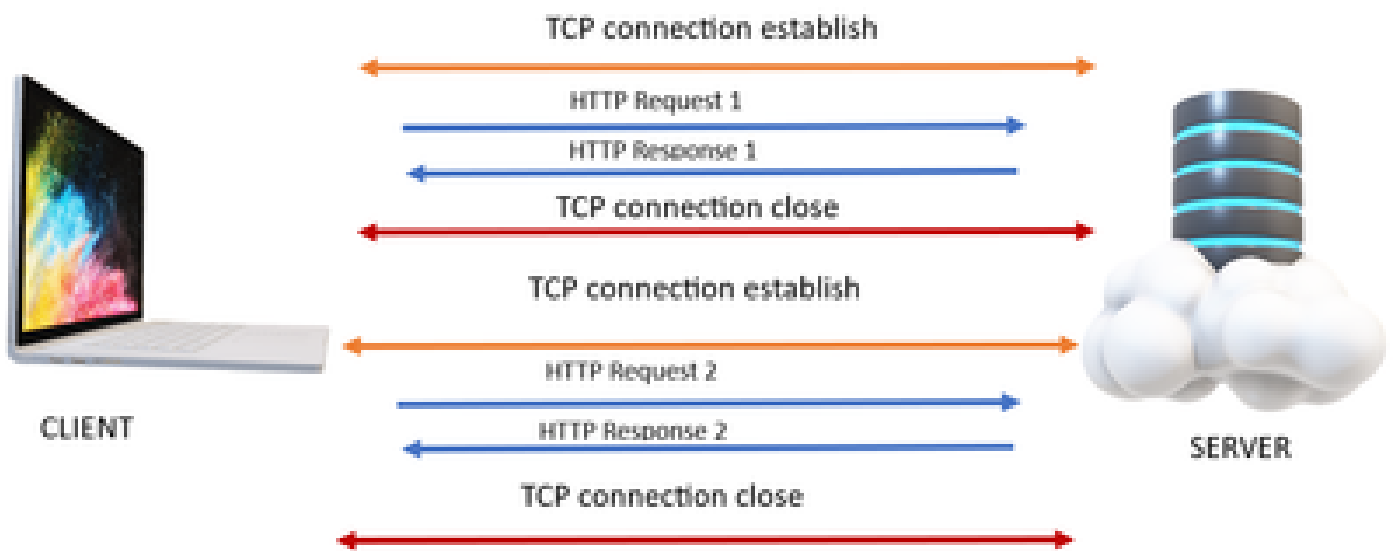 TCP connection establish
HTTP Request 1
HTTP Response 1
TCP connection close
TCP connection establish
HTTP Request 2
CLIENT
HTTP Response 2
SERVER
TCP connection close